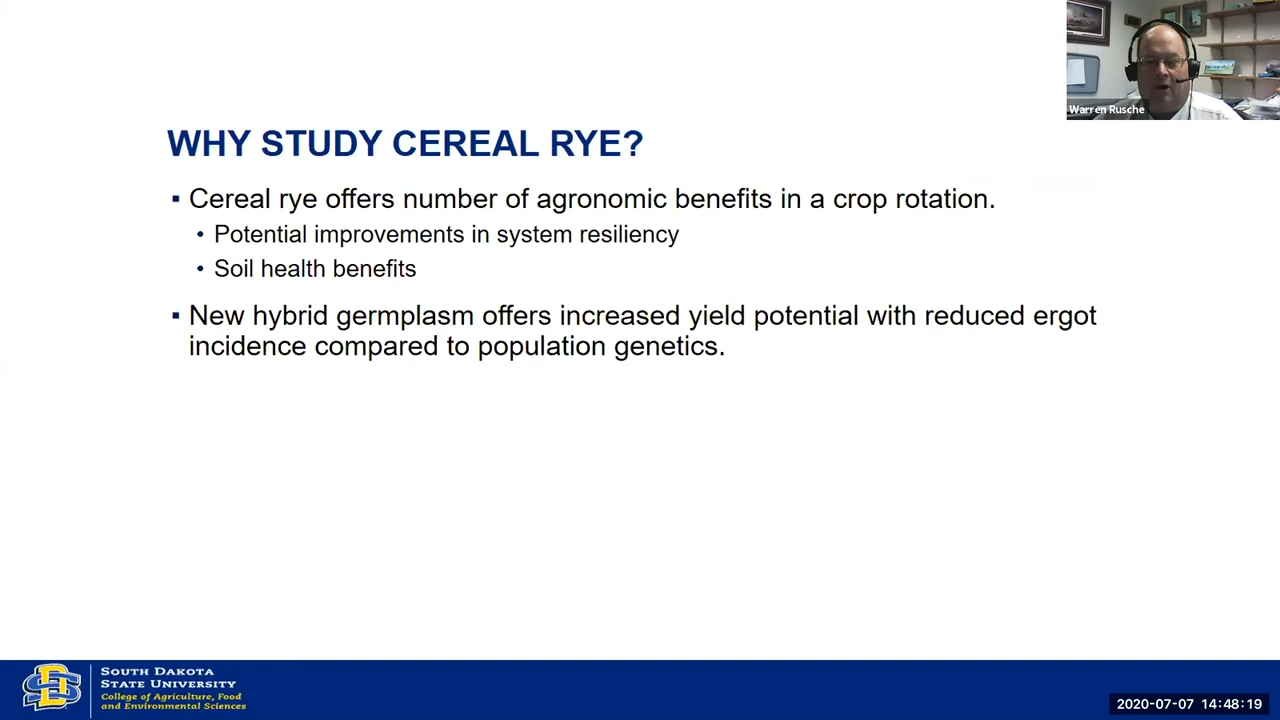 Warren Rusche
WHY STUDY CEREAL RYE?
▪ Cereal rye offers number of agronomic benefits in a crop rotation.
• Potential improvements in system resiliency
• Soil health benefits
▪ New hybrid germplasm offers increased yield potential with reduced ergot
incidence compared to population genetics.
SOUTH DAKOTA
STATE UNIVERSITY
College of Agriculture, Food
and Environmental Sciences
2020-07-07 14:48:19